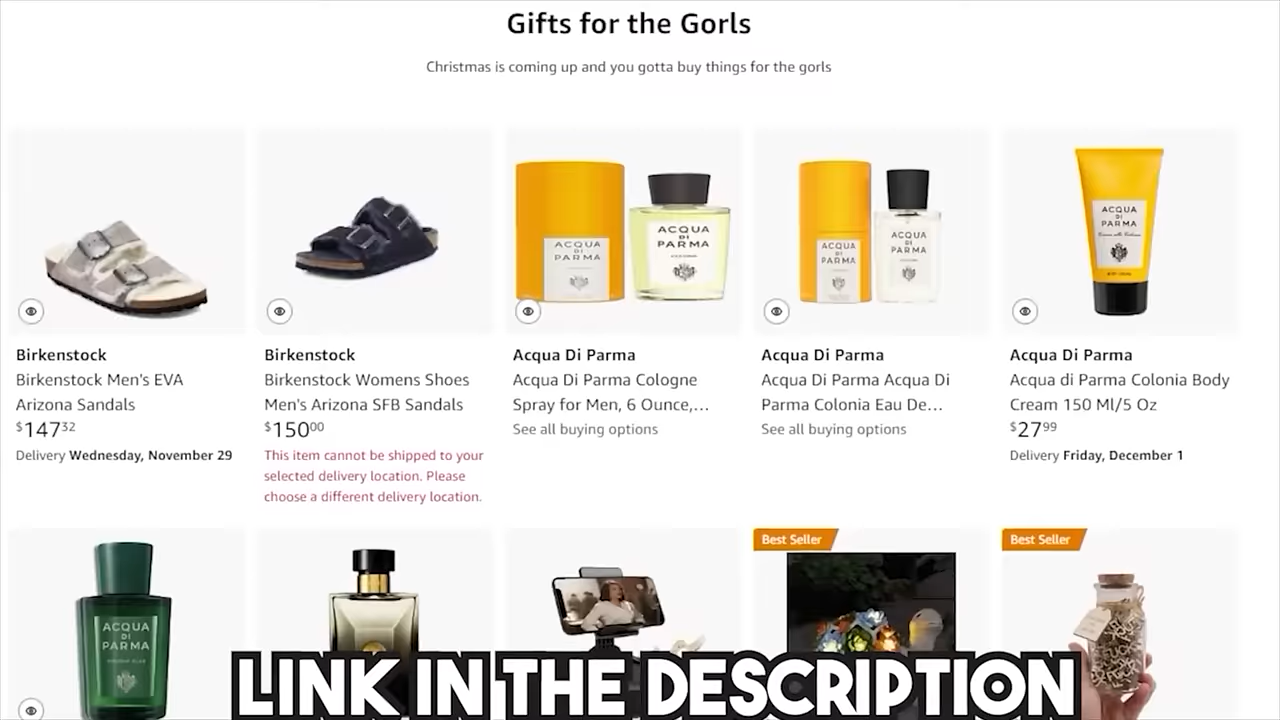 Gifts for the Gorls
Christmas is coming up and you gotta buy things for the gorls
ACQUA
DI
PARMA
ACQUA
DI
PARMA
ACQUA
DI
PARMA
ACQUA
DI
PARMA
ACQUA
DI
PARMA
Birkenstock
Birkenstock Men's EVA
Arizona Sandals
$14732
Delivery Wednesday, November 29
Birkenstock
Birkenstock Womens Shoes
Men's Arizona SFB Sandals
$15000
This item cannot be shipped to your
selected delivery location. Please
choose a different delivery location.
Acqua Di Parma
Acqua Di Parma Cologne
Spray for Men, 6 Ounce,...
See all buying options
Acqua Di Parma
Acqua Di Parma Acqua Di
Parma Colonia Eau De...
See all buying options
Acqua Di Parma
Acqua di Parma Colonia Body
Cream 150 Ml/5 Oz
$2799
Delivery Friday, December 1
ACQUA
DI
PARMA
Best Seller
Best Seller
LINK IN THE DESCRIPTION